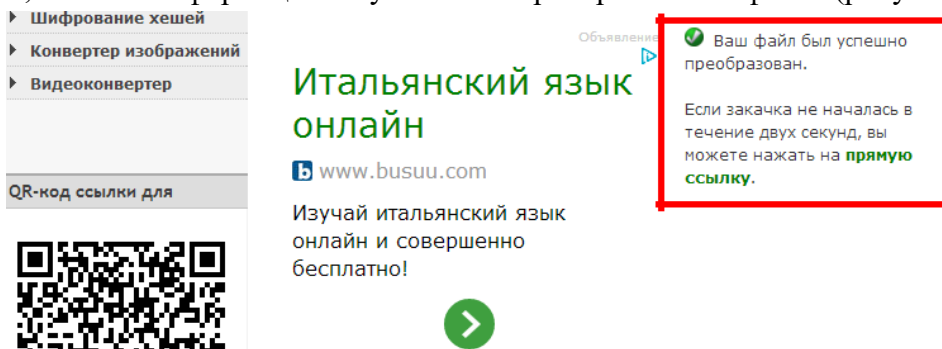 Шифрование хешей
Конвертер изображений
Видеоконвертер
QR-код ссылки для
Объявление
Итальянский язык
онлайн
b www.busuu.com
Изучай итальянский язык
онлайн и совершенно
бесплатно!
Ваш файл был успешно
преобразован.
Если закачка не началась в
течение двух секунд, вы
можете нажать на прямую
ссылку.